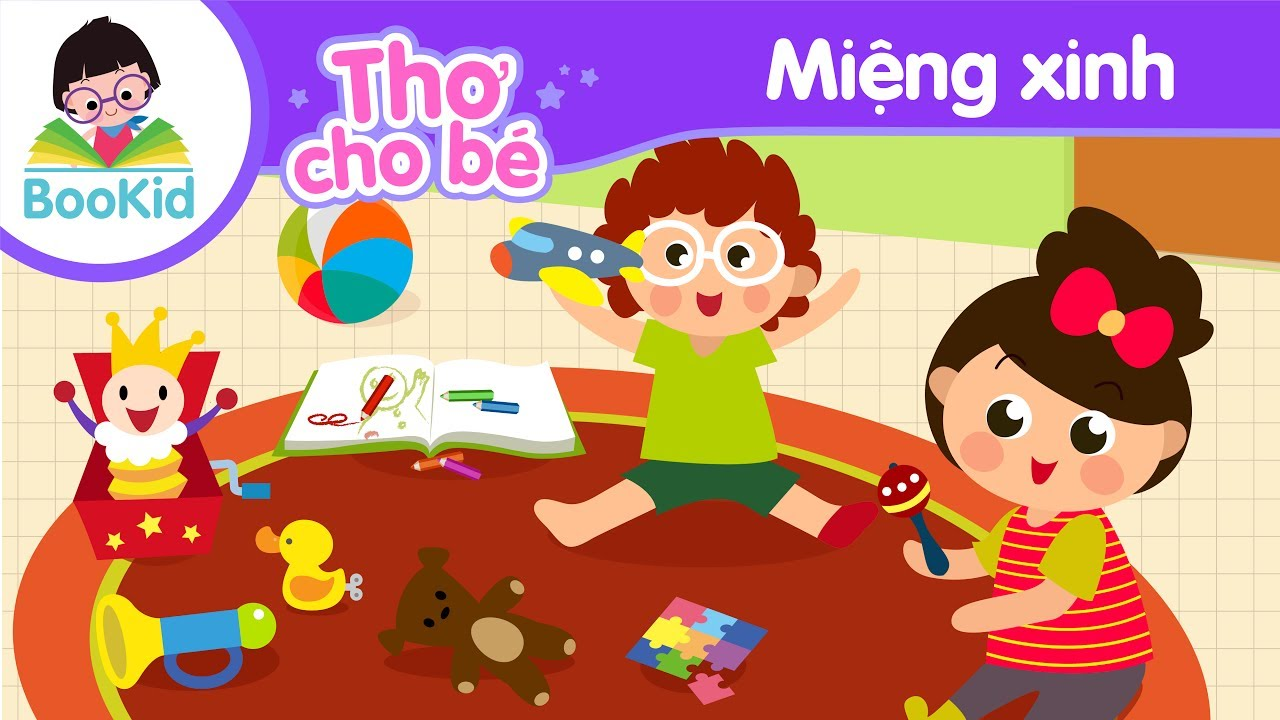 BooKid
Thơ
cho bé
Miệng xinh